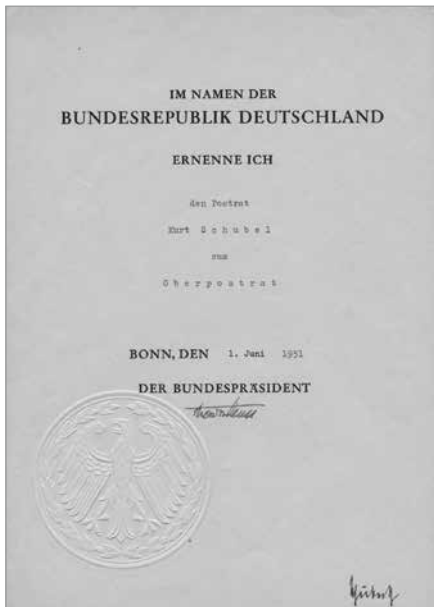 IM NAMEN DER
BUNDESREPUBLIK DEUTSCHLAND
ERNENNE ICH
den Postrat
Kurt Schubel
zum
Oberpostrat
BONN, DEN 1. Juni 1951
DER BUNDESPRÄSIDENT